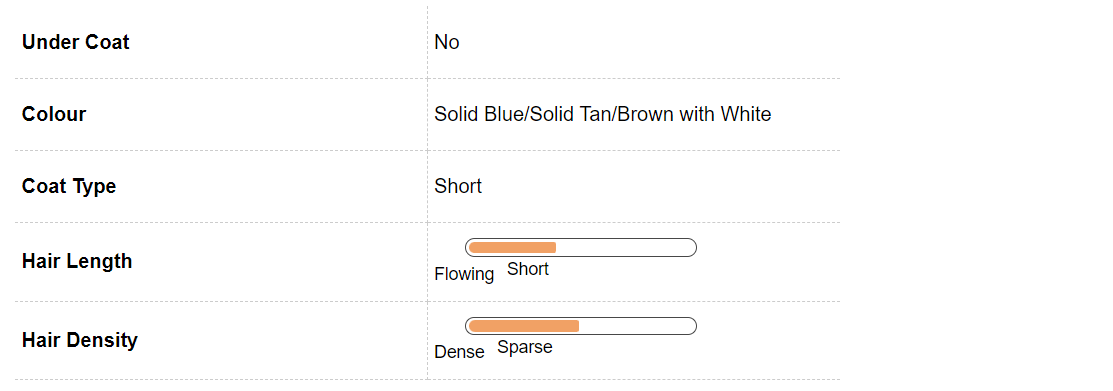 Under Coat No
Colour Solid Blue/Solid Tan/Brown with White
Coat Type Short
Hair Length Flowing Short
Hair Density Dense Sparse